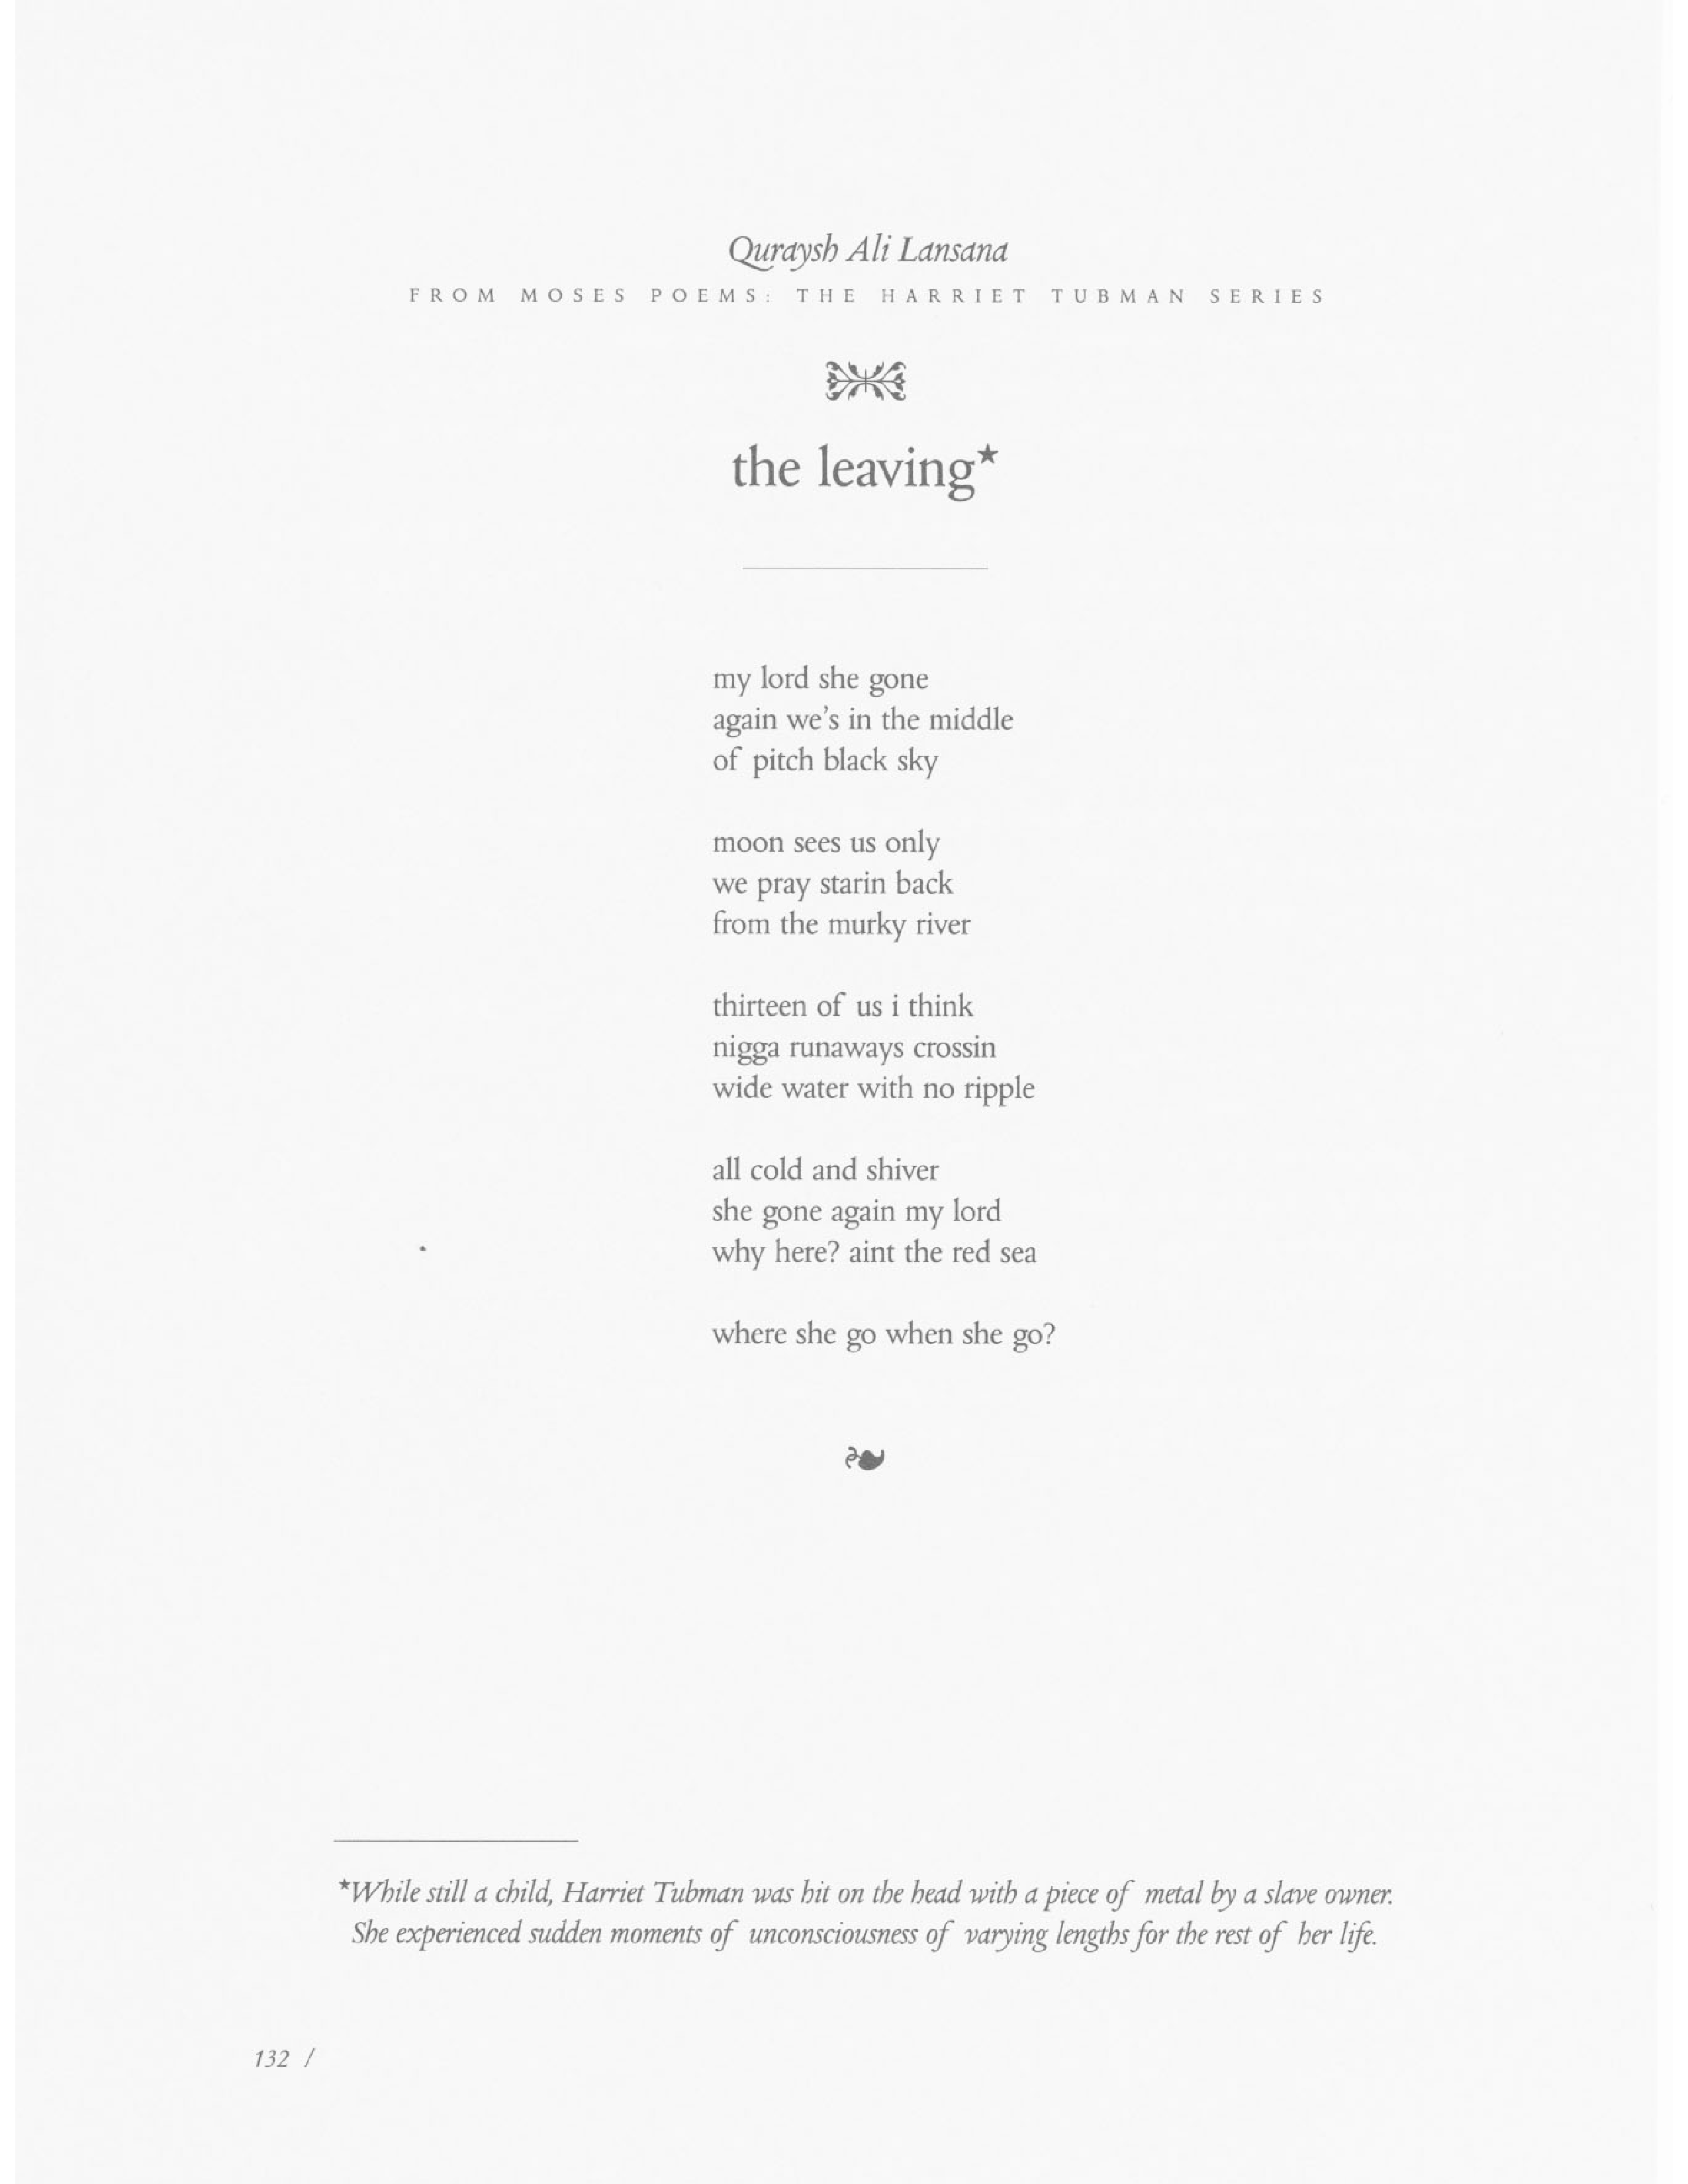 Quraysh Ali Lansana
FROM MOSES POEMS: THE HARRIET TUBMAN SERIES
the leaving*
my lord she gone
again we's in the middle
of pitch black sky
moon sees us only
we pray starin back
from the murky river
thirteen of us i think
nigga runaways crossin
wide water with no ripple
all cold and shiver
she gone again my lord
why here? aint the red sea
where she go when she go?
*While still a child, Harriet Tubman was hit on the head with a piece of metal by a slave owner.
She experienced sudden moments of unconsciousness of varying lengths for the rest of her life.
132 /